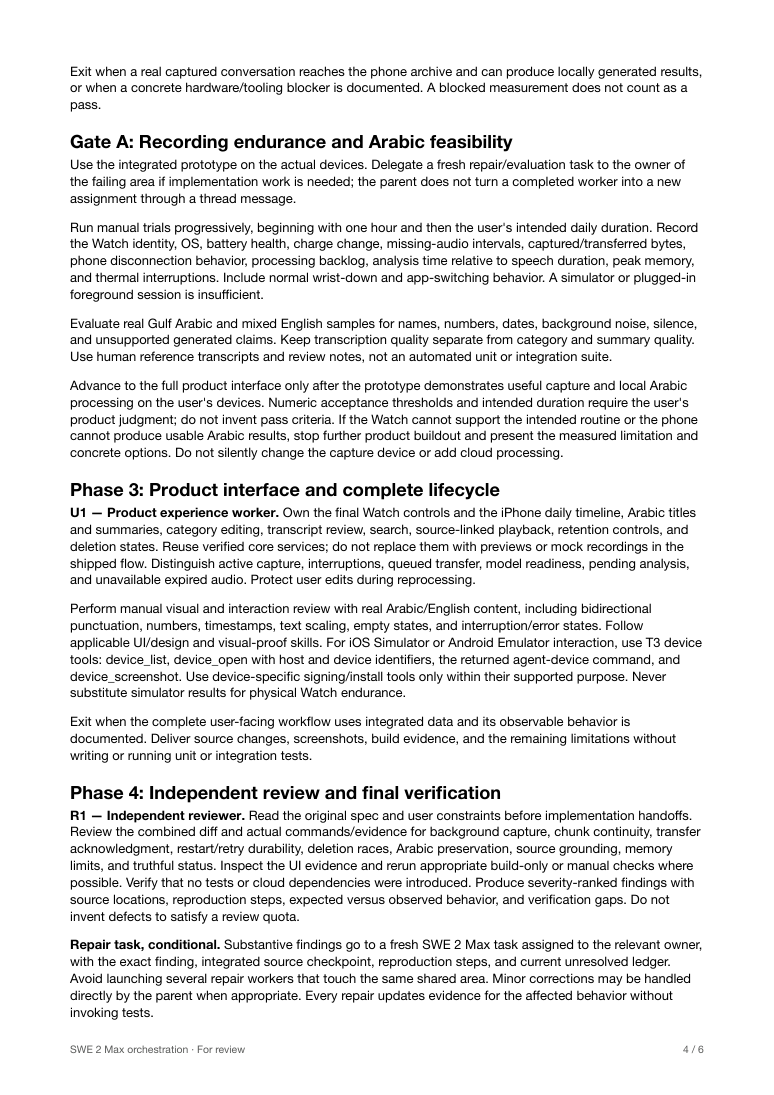 Exit when a real captured conversation reaches the phone archive and can produce locally generated results,
or when a concrete hardware/tooling blocker is documented. A blocked measurement does not count as a
pass.
Gate A: Recording endurance and Arabic feasibility
Use the integrated prototype on the actual devices. Delegate a fresh repair/evaluation task to the owner of
the failing area if implementation work is needed; the parent does not turn a completed worker into a new
assignment through a thread message.
Run manual trials progressively, beginning with one hour and then the user's intended daily duration. Record
the Watch identity, OS, battery health, charge change, missing-audio intervals, captured/transferred bytes,
phone disconnection behavior, processing backlog, analysis time relative to speech duration, peak memory,
and thermal interruptions. Include normal wrist-down and app-switching behavior. A simulator or plugged-in
foreground session is insufficient.
Evaluate real Gulf Arabic and mixed English samples for names, numbers, dates, background noise, silence,
and unsupported generated claims. Keep transcription quality separate from category and summary quality.
Use human reference transcripts and review notes, not an automated unit or integration suite.
Advance to the full product interface only after the prototype demonstrates useful capture and local Arabic
processing on the user's devices. Numeric acceptance thresholds and intended duration require the user's
product judgment; do not invent pass criteria. If the Watch cannot support the intended routine or the phone
cannot produce usable Arabic results, stop further product buildout and present the measured limitation and
concrete options. Do not silently change the capture device or add cloud processing.
Phase 3: Product interface and complete lifecycle
U1 — Product experience worker. Own the final Watch controls and the iPhone daily timeline, Arabic titles
and summaries, category editing, transcript review, search, source-linked playback, retention controls, and
deletion states. Reuse verified core services; do not replace them with previews or mock recordings in the
shipped flow. Distinguish active capture, interruptions, queued transfer, model readiness, pending analysis,
and unavailable expired audio. Protect user edits during reprocessing.
Perform manual visual and interaction review with real Arabic/English content, including bidirectional
punctuation, numbers, timestamps, text scaling, empty states, and interruption/error states. Follow
applicable UI/design and visual-proof skills. For iOS Simulator or Android Emulator interaction, use T3 device
tools: device_list, device_open with host and device identifiers, the returned agent-device command, and
device_screenshot. Use device-specific signing/install tools only within their supported purpose. Never
substitute simulator results for physical Watch endurance.
Exit when the complete user-facing workflow uses integrated data and its observable behavior is
documented. Deliver source changes, screenshots, build evidence, and the remaining limitations without
writing or running unit or integration tests.
Phase 4: Independent review and final verification
R1 — Independent reviewer. Read the original spec and user constraints before implementation handoffs.
Review the combined diff and actual commands/evidence for background capture, chunk continuity, transfer
acknowledgment, restart/retry durability, deletion races, Arabic preservation, source grounding, memory
limits, and truthful status. Inspect the UI evidence and rerun appropriate build-only or manual checks where
possible. Verify that no tests or cloud dependencies were introduced. Produce severity-ranked findings with
source locations, reproduction steps, expected versus observed behavior, and verification gaps. Do not
invent defects to satisfy a review quota.
Repair task, conditional. Substantive findings go to a fresh SWE 2 Max task assigned to the relevant owner,
with the exact finding, integrated source checkpoint, reproduction steps, and current unresolved ledger.
Avoid launching several repair workers that touch the same shared area. Minor corrections may be handled
directly by the parent when appropriate. Every repair updates evidence for the affected behavior without
invoking tests.
SWE 2 Max orchestration · For review
4 / 6